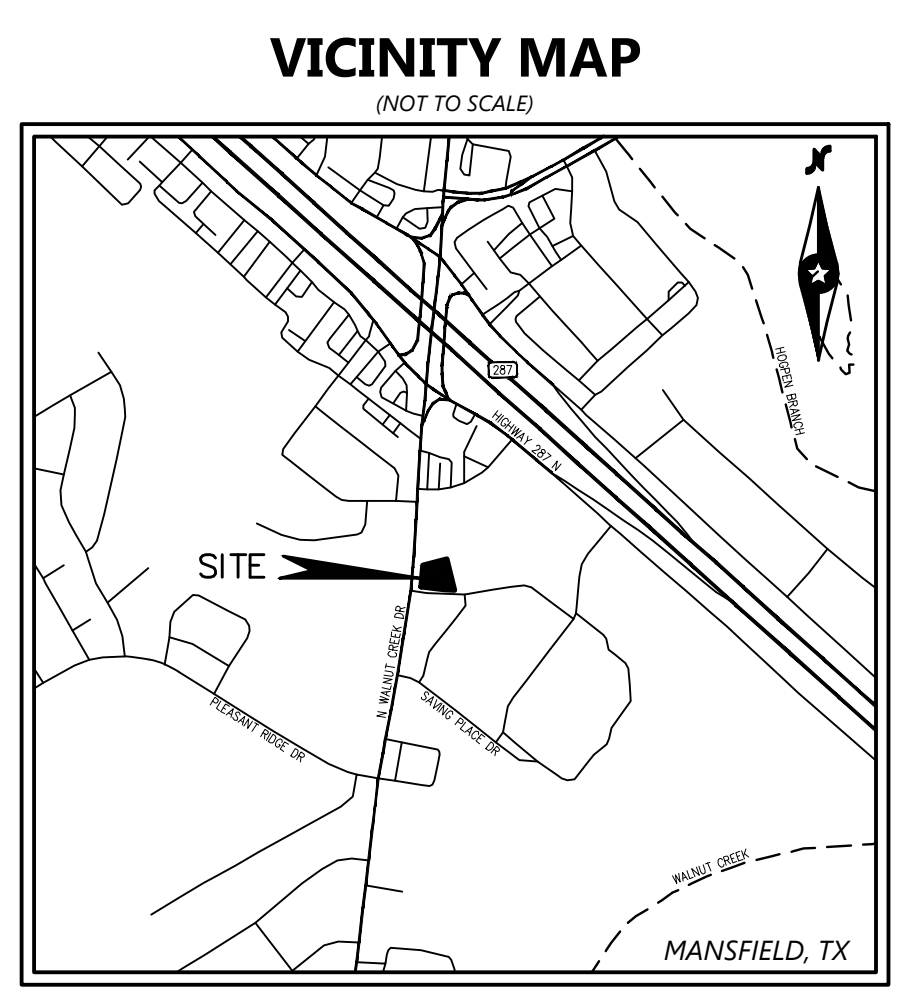 VICINITY MAP
(NOT TO SCALE)
N
287
HOGPEN BRANCH
HIGHWAY 287 N
SITE
N WALNUT CREEK DR
SAVING PLACE DR
PLEASANT RIDGE DR
WALNUT CREEK
MANSFIELD, TX